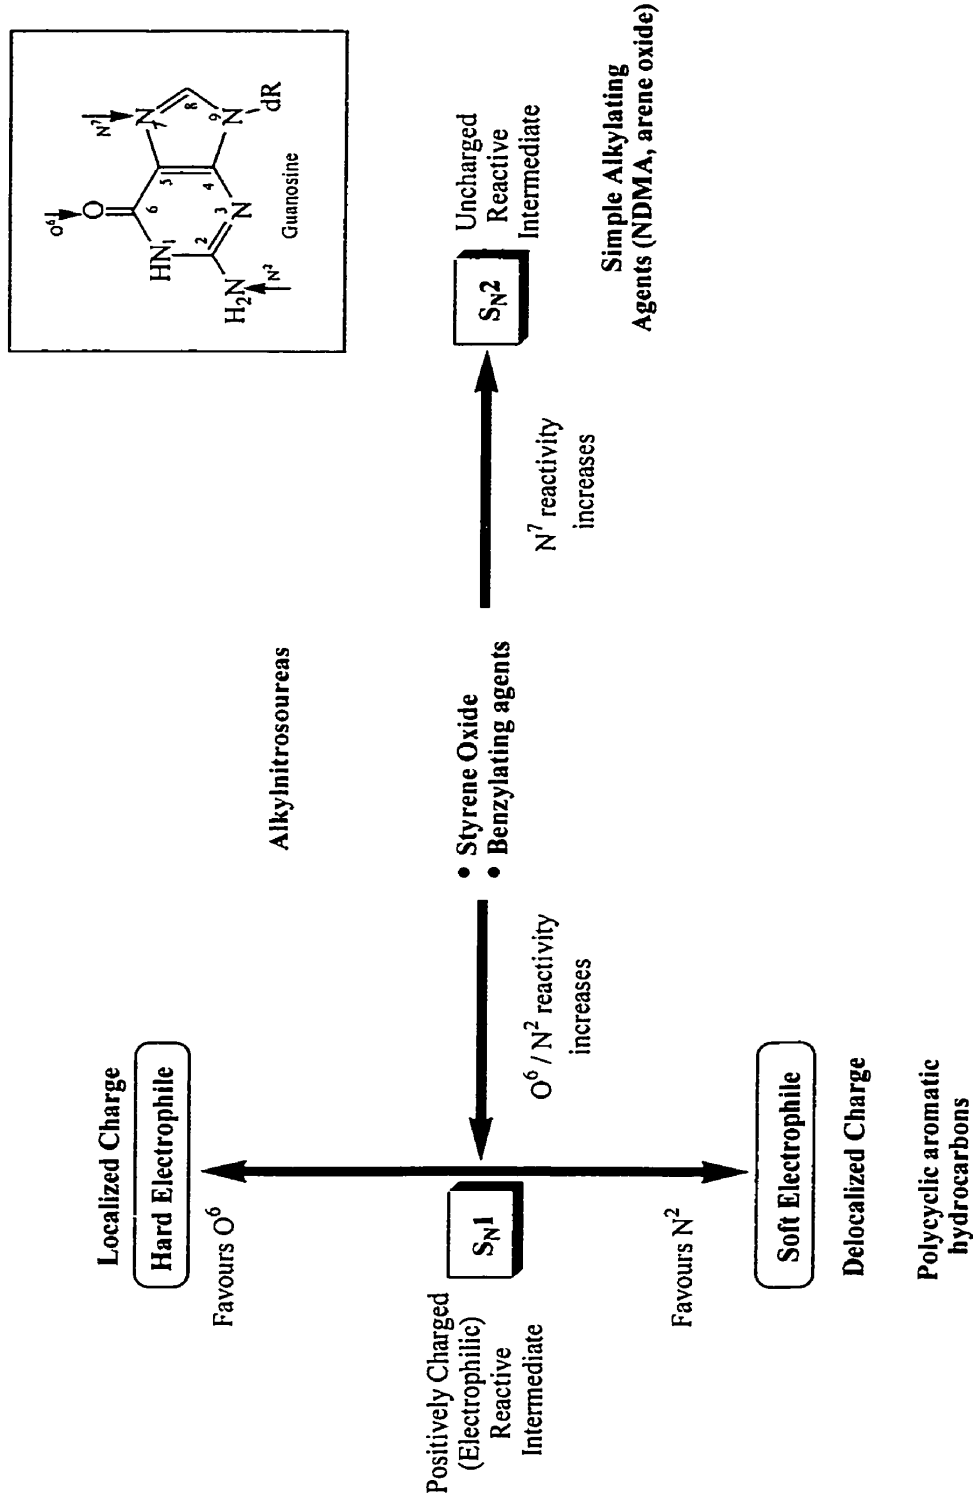 Localized Charge
Hard Electrophile
Favours O⁶
Positively Charged
(Electrophilic)
Reactive
Intermediate
S_N1
Favours N²
Soft Electrophile
Delocalized Charge
Polycyclic aromatic
hydrocarbons
O⁶ / N² reactivity
increases
Alkylnitrosoureas
• Styrene Oxide
• Benzylating agents
N⁷ reactivity
increases
S_N2
Uncharged
Reactive
Intermediate
Simple Alkylating
Agents (NDMA, arene oxide)
O⁶
O
N⁷
6
5
7
N
HN
1
8
2
4
9
N
dR
3
N
H₂N
N²
Guanosine